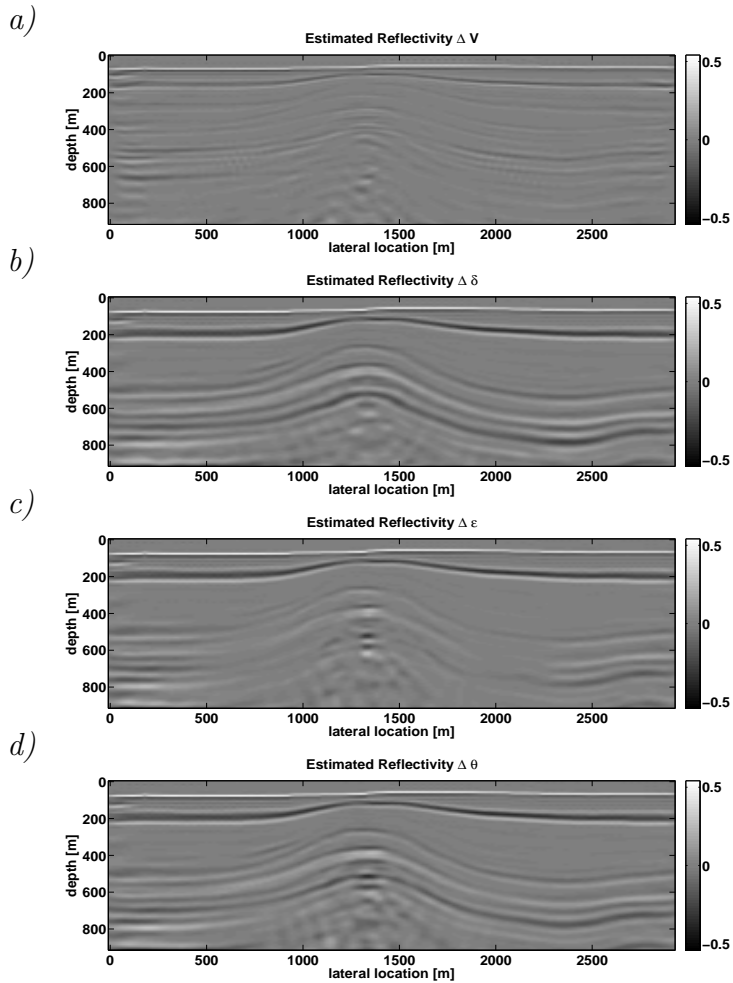 a)
Estimated Reflectivity Δ V
0
200
400
600
800
depth [m]
0 500 1000 1500 2000 2500
lateral location [m]
0.5
0
−0.5
b)
Estimated Reflectivity Δ δ
0
200
400
600
800
depth [m]
0 500 1000 1500 2000 2500
lateral location [m]
0.5
0
−0.5
c)
Estimated Reflectivity Δ ε
0
200
400
600
800
depth [m]
0 500 1000 1500 2000 2500
lateral location [m]
0.5
0
−0.5
d)
Estimated Reflectivity Δ θ
0
200
400
600
800
depth [m]
0 500 1000 1500 2000 2500
lateral location [m]
0.5
0
−0.5